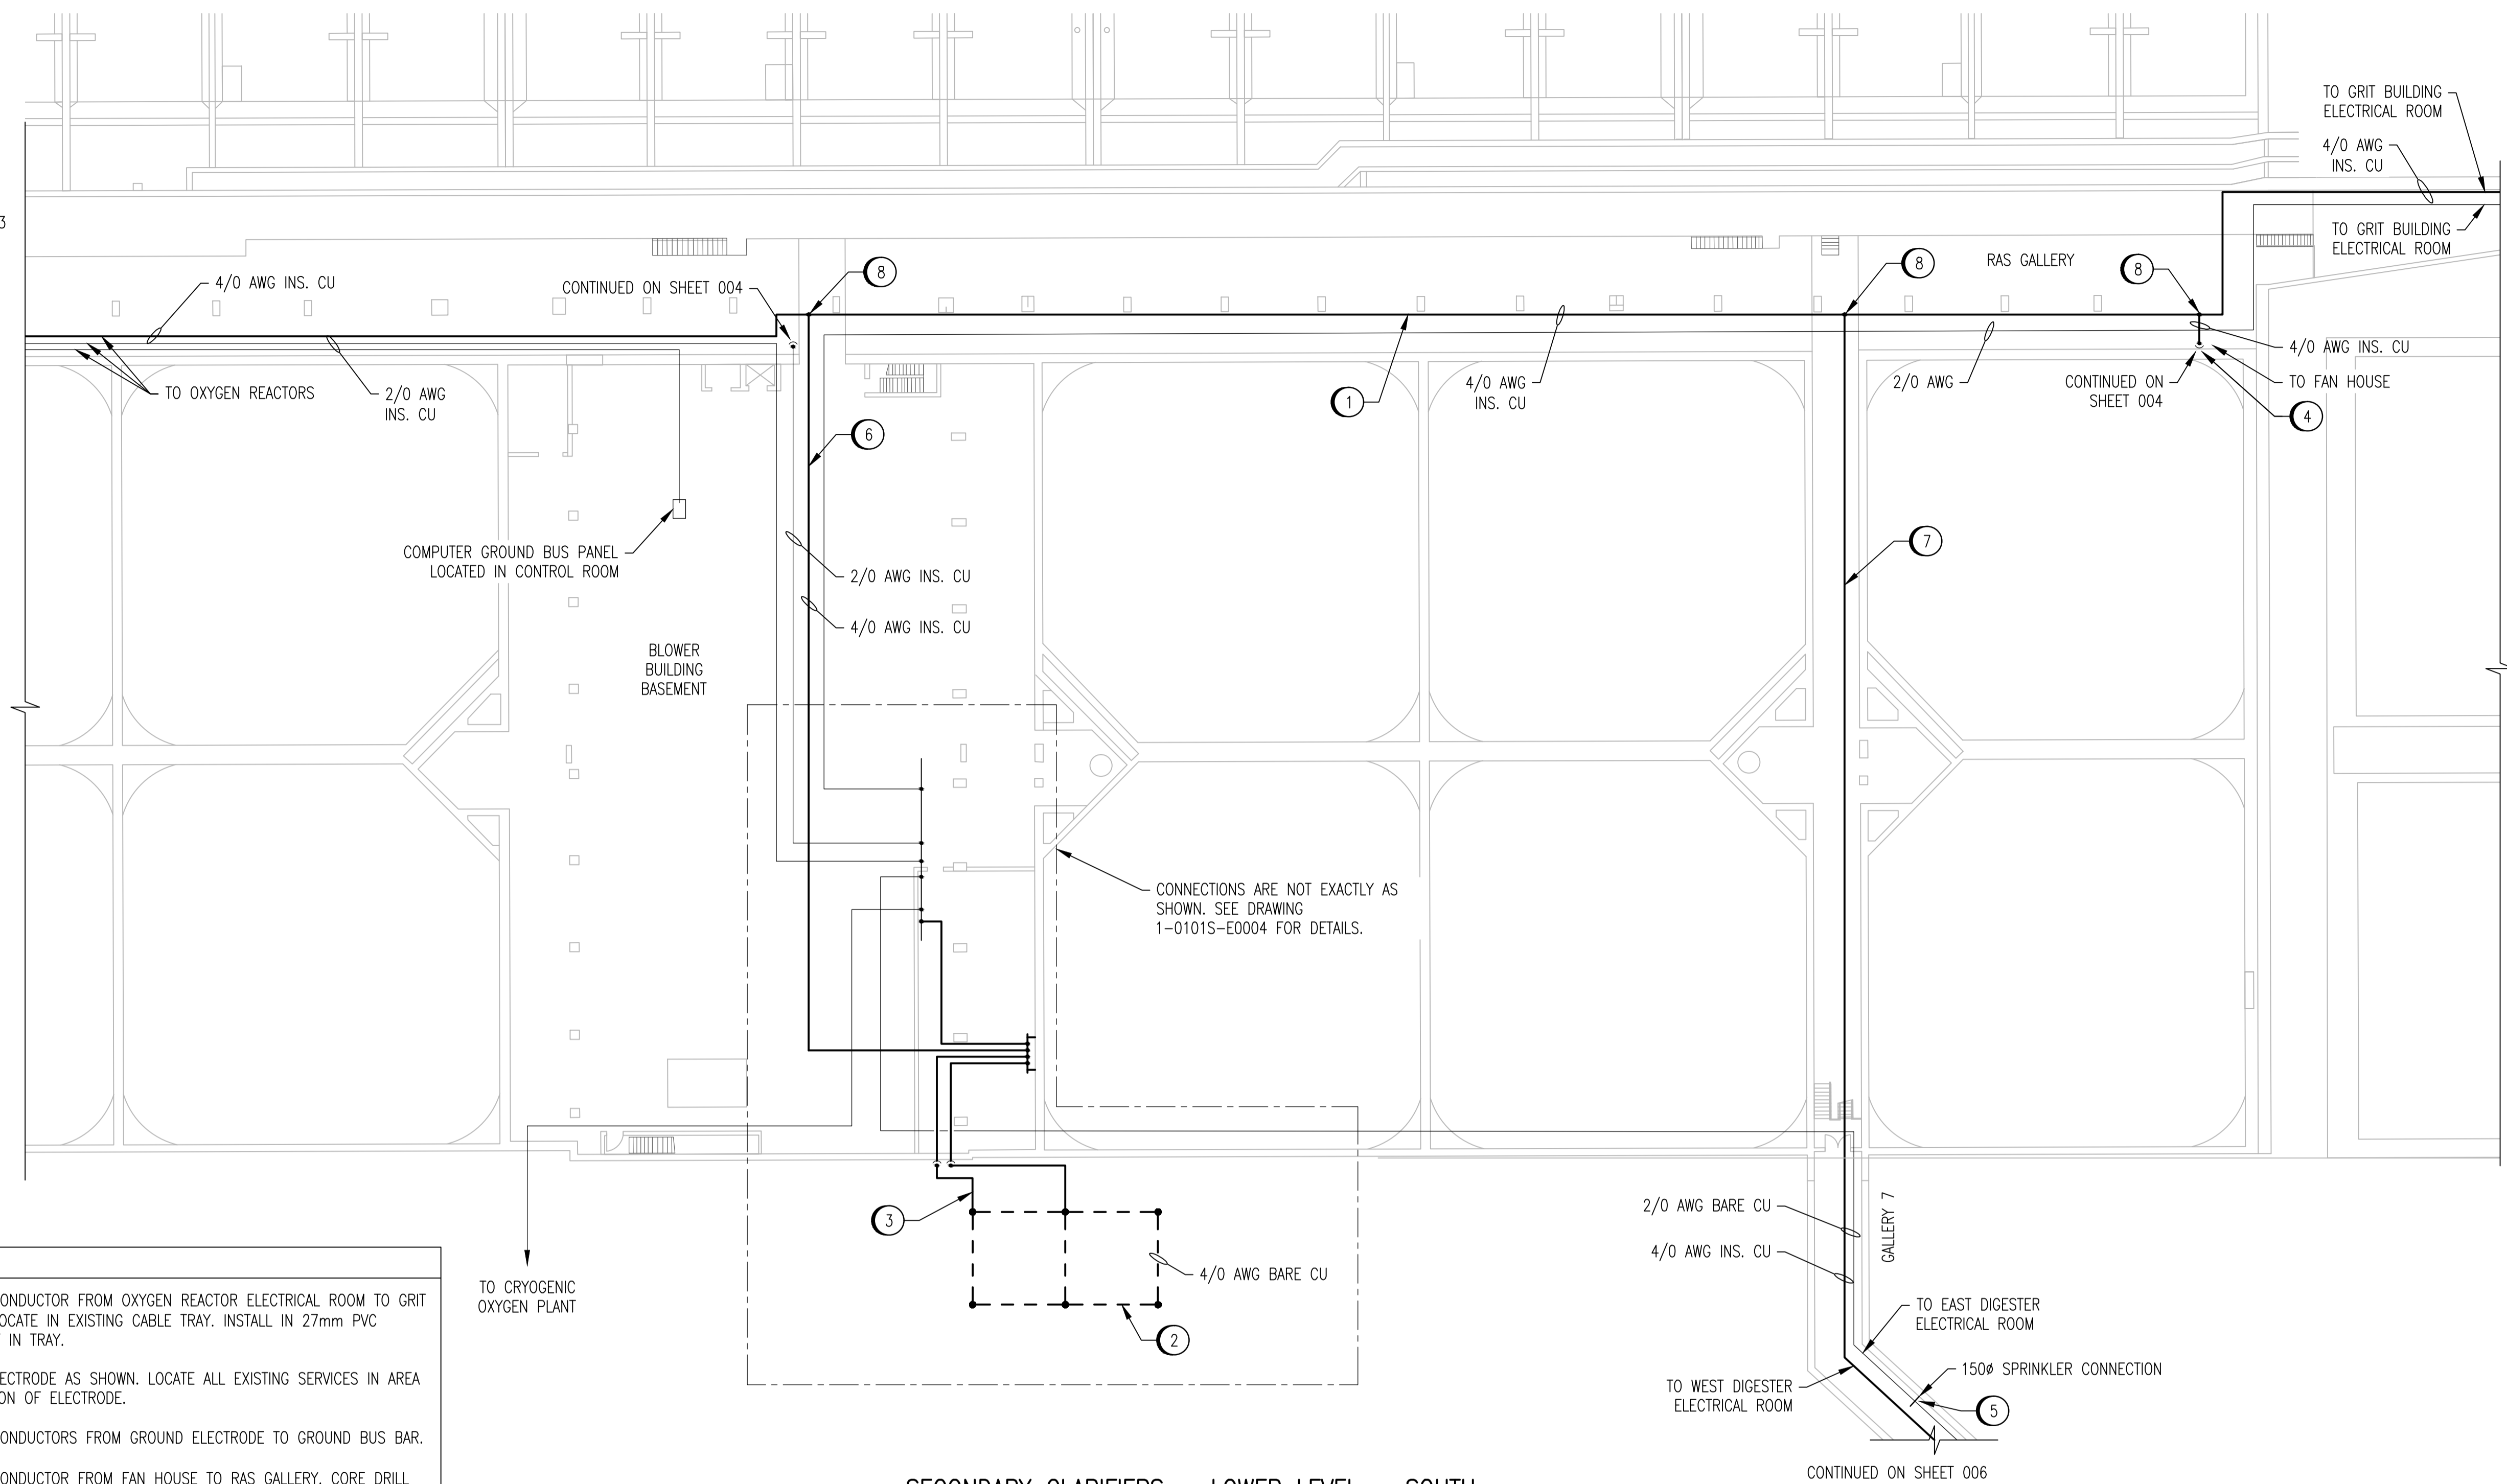 TO GRIT BUILDING
ELECTRICAL ROOM
4/0 AWG
INS. CU
3
TO GRIT BUILDING
ELECTRICAL ROOM
8
8
RAS GALLERY
8
4/0 AWG INS. CU
CONTINUED ON SHEET 004
4/0 AWG INS. CU
TO OXYGEN REACTORS
2/0 AWG
INS. CU
1
4/0 AWG
INS. CU
2/0 AWG
CONTINUED ON
SHEET 004
TO FAN HOUSE
4
6
7
COMPUTER GROUND BUS PANEL
LOCATED IN CONTROL ROOM
2/0 AWG INS. CU
4/0 AWG INS. CU
BLOWER
BUILDING
BASEMENT
CONNECTIONS ARE NOT EXACTLY AS
SHOWN. SEE DRAWING
1-0101S-E0004 FOR DETAILS.
3
2/0 AWG BARE CU
4/0 AWG INS. CU
GALLERY 7
4/0 AWG BARE CU
TO CRYOGENIC
OXYGEN PLANT
2
TO EAST DIGESTER
ELECTRICAL ROOM
150ø SPRINKLER CONNECTION
TO WEST DIGESTER
ELECTRICAL ROOM
5
CONTINUED ON SHEET 006
ONDUCTOR FROM OXYGEN REACTOR ELECTRICAL ROOM TO GRIT
OCATE IN EXISTING CABLE TRAY. INSTALL IN 27mm PVC
IN TRAY.
ECTRODE AS SHOWN. LOCATE ALL EXISTING SERVICES IN AREA
ON OF ELECTRODE.
ONDUCTORS FROM GROUND ELECTRODE TO GROUND BUS BAR.
ONDUCTOR FROM FAN HOUSE TO RAS GALLERY. CORE DRILL
SECONDARY CLARIFIERS - LOWER LEVEL - SOUTH